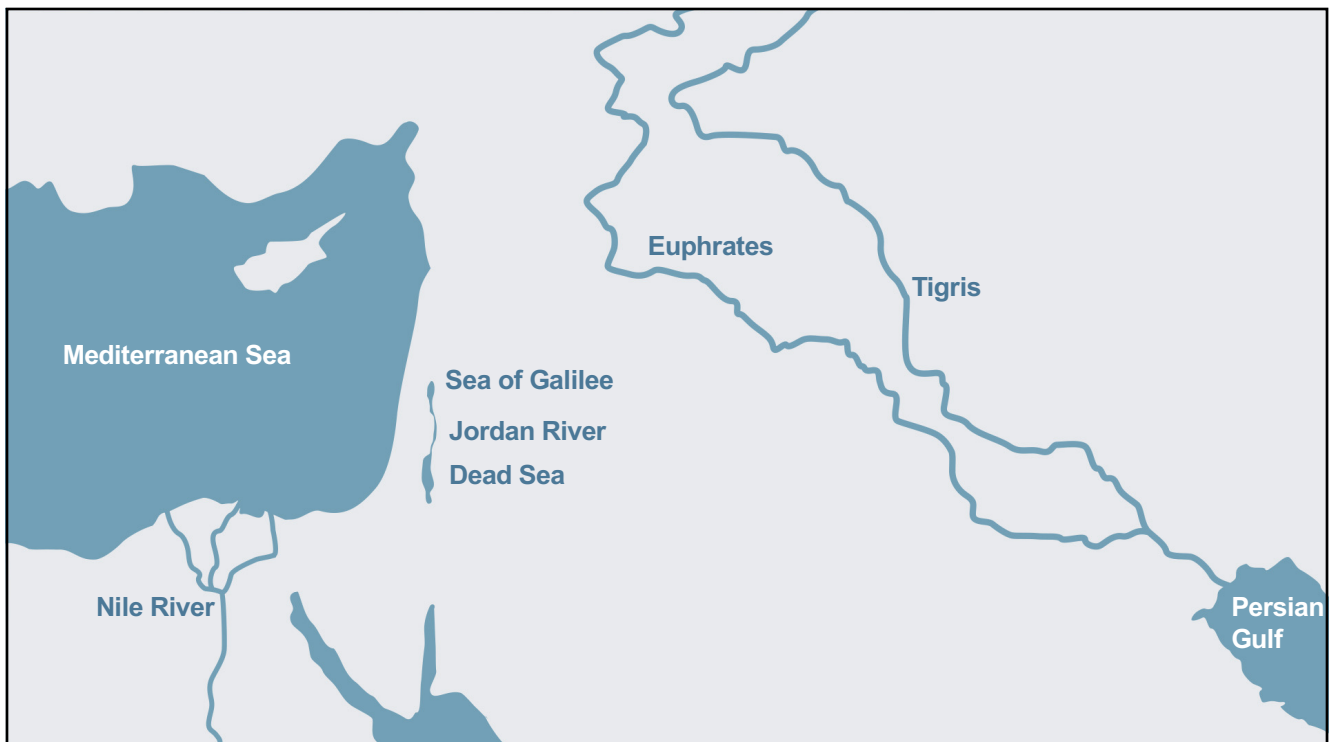 Euphrates
Tigris
Mediterranean Sea
Sea of Galilee
Jordan River
Dead Sea
Nile River
Persian
Gulf